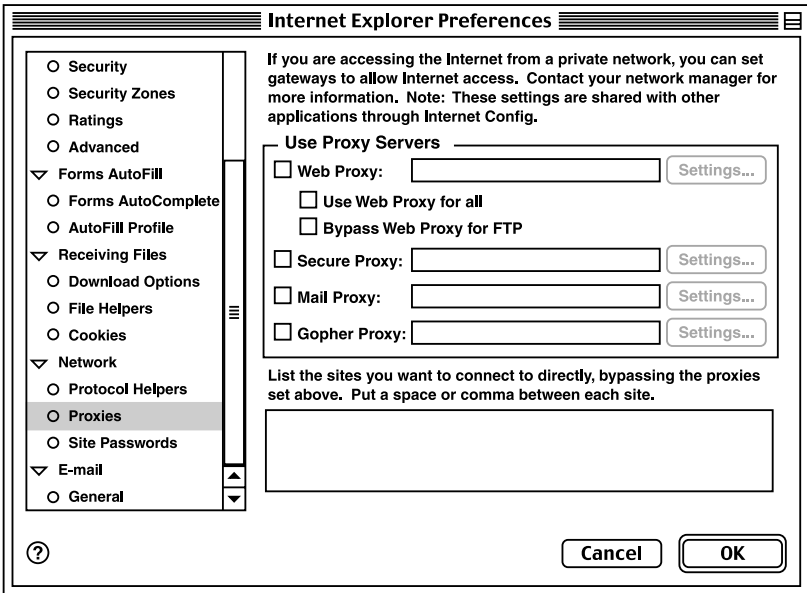 Internet Explorer Preferences
Security
Security Zones
Ratings
Advanced
Forms AutoFill
Forms AutoComplete
AutoFill Profile
Receiving Files
Download Options
File Helpers
Cookies
Network
Protocol Helpers
Proxies
Site Passwords
E-mail
General
If you are accessing the Internet from a private network, you can set
gateways to allow Internet access. Contact your network manager for
more information. Note: These settings are shared with other
applications through Internet Config.
Use Proxy Servers
Web Proxy: Settings...
Use Web Proxy for all
Bypass Web Proxy for FTP
Secure Proxy: Settings...
Mail Proxy: Settings...
Gopher Proxy: Settings...
List the sites you want to connect to directly, bypassing the proxies
set above. Put a space or comma between each site.
?
Cancel OK